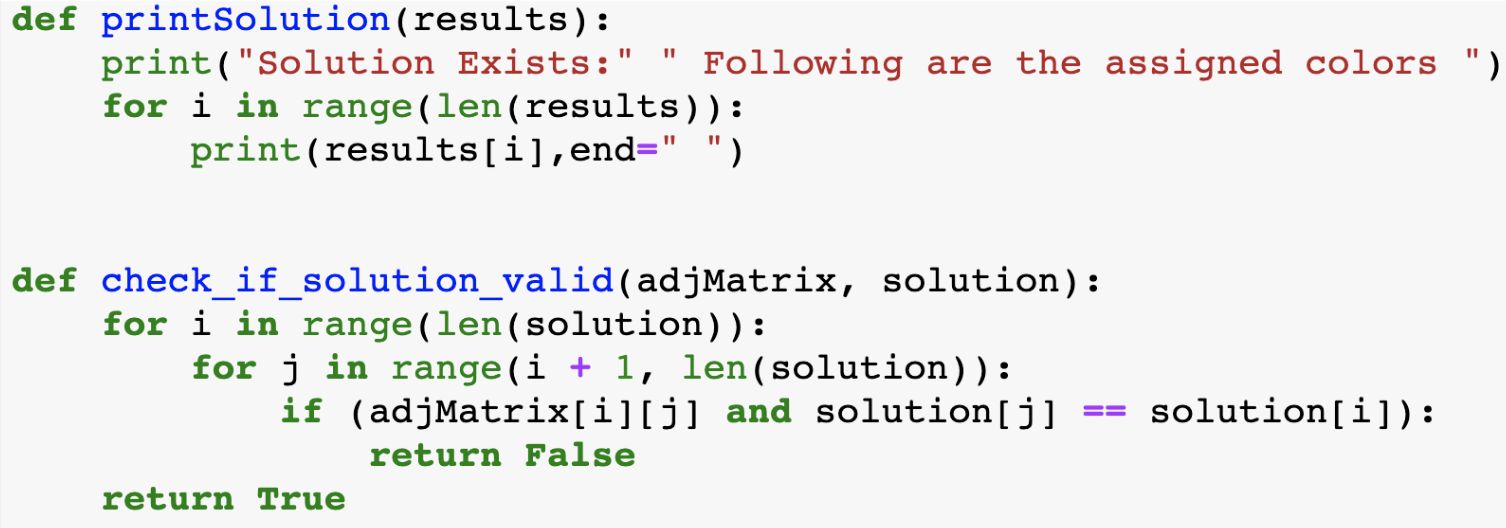 def printSolution(results):
    print("Solution Exists:" " Following are the assigned colors ")
    for i in range(len(results)):
        print(results[i],end=" ")


def check_if_solution_valid(adjMatrix, solution):
    for i in range(len(solution)):
        for j in range(i + 1, len(solution)):
            if (adjMatrix[i][j] and solution[j] == solution[i]):
                return False
    return True